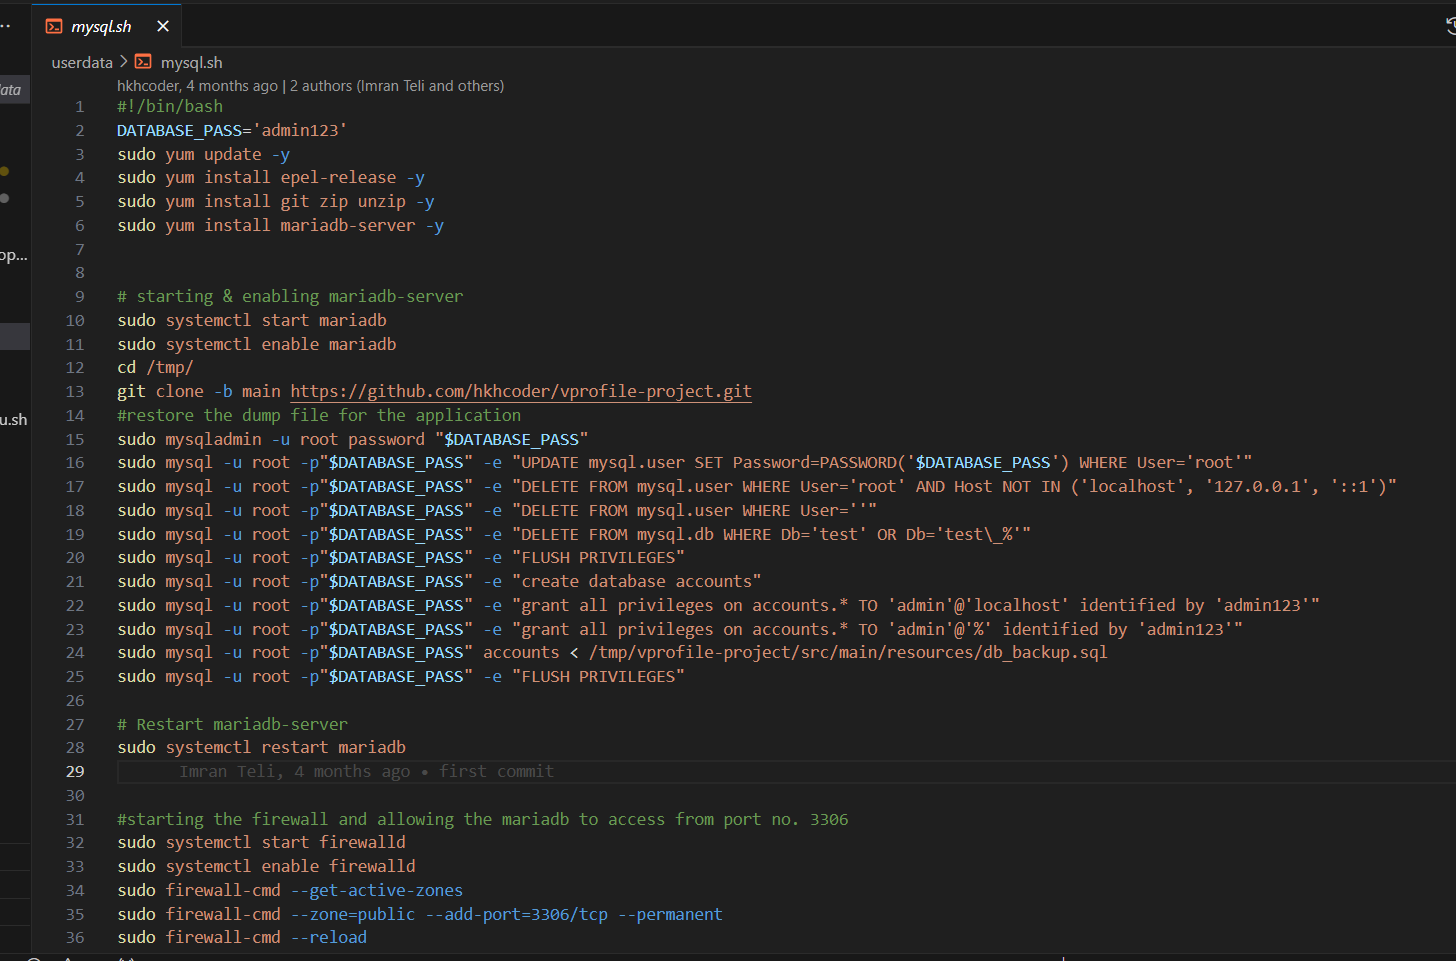 mysql.sh
userdata > mysql.sh
ata
op...
u.sh
hkhcoder, 4 months ago | 2 authors (Imran Teli and others)
1 #!/bin/bash
2 DATABASE_PASS='admin123'
3 sudo yum update -y
4 sudo yum install epel-release -y
5 sudo yum install git zip unzip -y
6 sudo yum install mariadb-server -y
7
8
9 # starting & enabling mariadb-server
10 sudo systemctl start mariadb
11 sudo systemctl enable mariadb
12 cd /tmp/
13 git clone -b main https://github.com/hkhcoder/vprofile-project.git
14 #restore the dump file for the application
15 sudo mysqladmin -u root password "$DATABASE_PASS"
16 sudo mysql -u root -p"$DATABASE_PASS" -e "UPDATE mysql.user SET Password=PASSWORD('$DATABASE_PASS') WHERE User='root'"
17 sudo mysql -u root -p"$DATABASE_PASS" -e "DELETE FROM mysql.user WHERE User='root' AND Host NOT IN ('localhost', '127.0.0.1', '::1')"
18 sudo mysql -u root -p"$DATABASE_PASS" -e "DELETE FROM mysql.user WHERE User=''"
19 sudo mysql -u root -p"$DATABASE_PASS" -e "DELETE FROM mysql.db WHERE Db='test' OR Db='test\_%'"
20 sudo mysql -u root -p"$DATABASE_PASS" -e "FLUSH PRIVILEGES"
21 sudo mysql -u root -p"$DATABASE_PASS" -e "create database accounts"
22 sudo mysql -u root -p"$DATABASE_PASS" -e "grant all privileges on accounts.* TO 'admin'@'localhost' identified by 'admin123'"
23 sudo mysql -u root -p"$DATABASE_PASS" -e "grant all privileges on accounts.* TO 'admin'@'%' identified by 'admin123'"
24 sudo mysql -u root -p"$DATABASE_PASS" accounts < /tmp/vprofile-project/src/main/resources/db_backup.sql
25 sudo mysql -u root -p"$DATABASE_PASS" -e "FLUSH PRIVILEGES"
26
27 # Restart mariadb-server
28 sudo systemctl restart mariadb
29 Imran Teli, 4 months ago • first commit
30
31 #starting the firewall and allowing the mariadb to access from port no. 3306
32 sudo systemctl start firewalld
33 sudo systemctl enable firewalld
34 sudo firewall-cmd --get-active-zones
35 sudo firewall-cmd --zone=public --add-port=3306/tcp --permanent
36 sudo firewall-cmd --reload